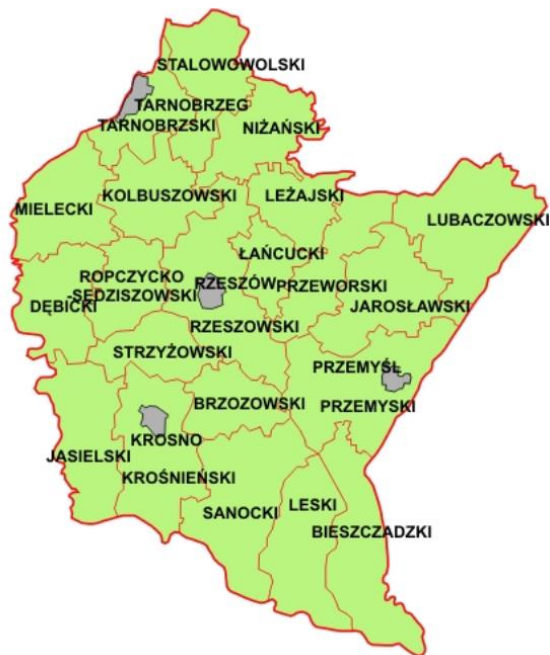 STALOWOWOLSKI
TARNOBRZEG
TARNOBRZSKI
NIŻAŃSKI
KOLBUSZOWSKI
LEŻAJSKI
MIELECKI
LUBACZOWSKI
ŁAŃCUCKI
ROPCZYCKO
-SĘDZISZOWSKI
RZESZÓW
PRZEWORSKI
DĘBICKI
JAROSŁAWSKI
RZESZOWSKI
STRZYŻOWSKI
PRZEMYŚL
BRZOZOWSKI
PRZEMYSKI
KROSNO
JASIELSKI
KROŚNIEŃSKI
LESKI
SANOCKI
BIESZCZADZKI